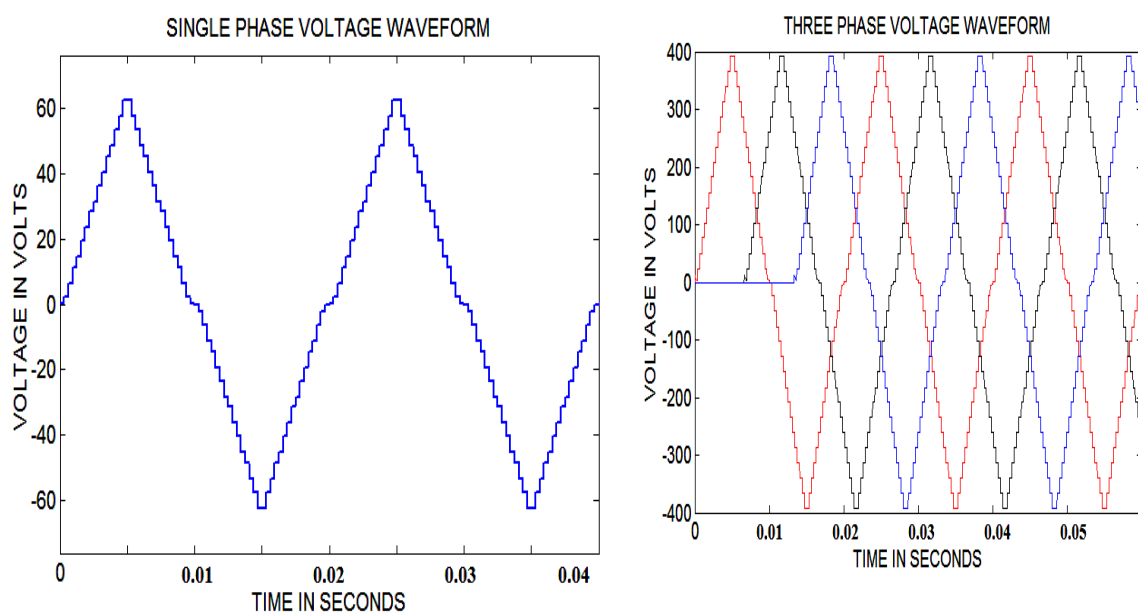 SINGLE PHASE VOLTAGE WAVEFORM
VOLTAGE IN VOLTS
60
40
20
0
-20
-40
-60
0 0.01 0.02 0.03 0.04
TIME IN SECONDS
THREE PHASE VOLTAGE WAVEFORM
VOLTAGE IN VOLTS
400
300
200
100
0
-100
-200
-300
-400
0 0.01 0.02 0.03 0.04 0.05
TIME IN SECONDS